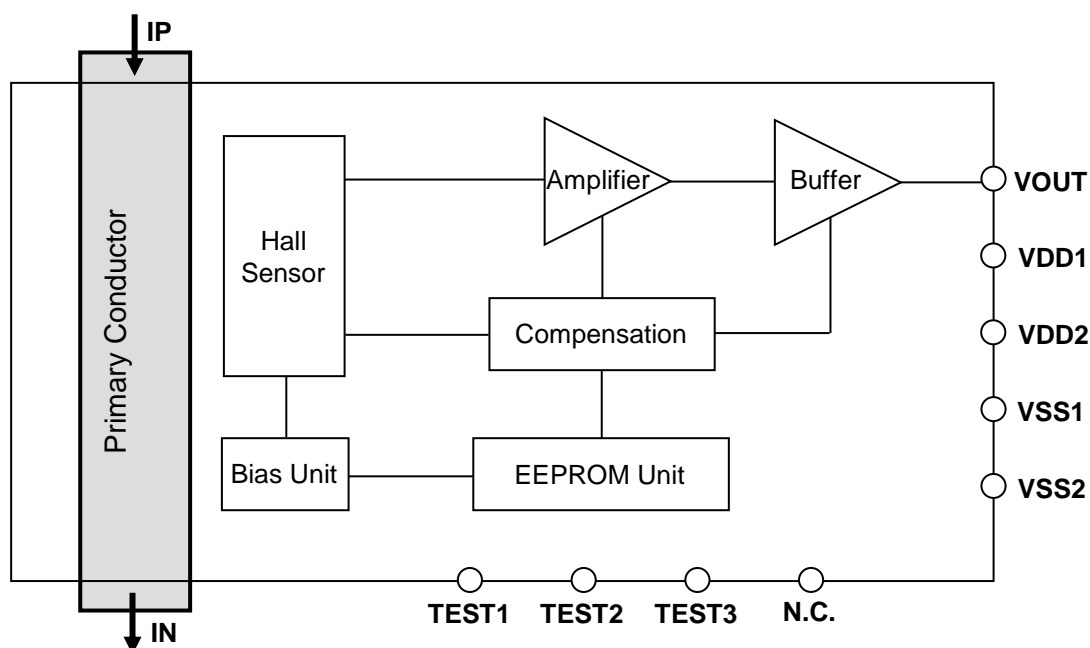 IP
Primary Conductor
Hall
Sensor
Amplifier
Buffer
Compensation
Bias Unit
EEPROM Unit
VOUT
VDD1
VDD2
VSS1
VSS2
TEST1
TEST2
TEST3
N.C.
IN